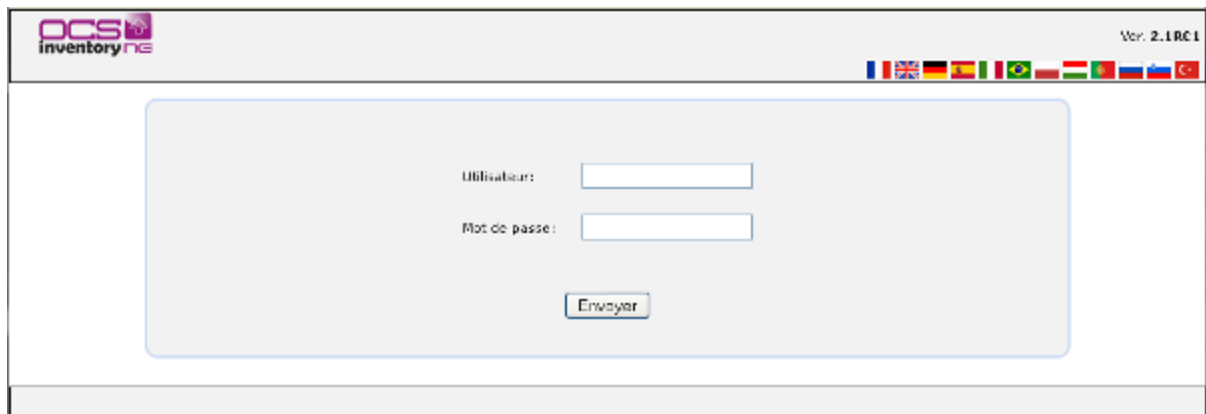 OCS
inventory NG
Ver. 2.1RC1
Utilisateur:
Mot de passe:
Envoyer